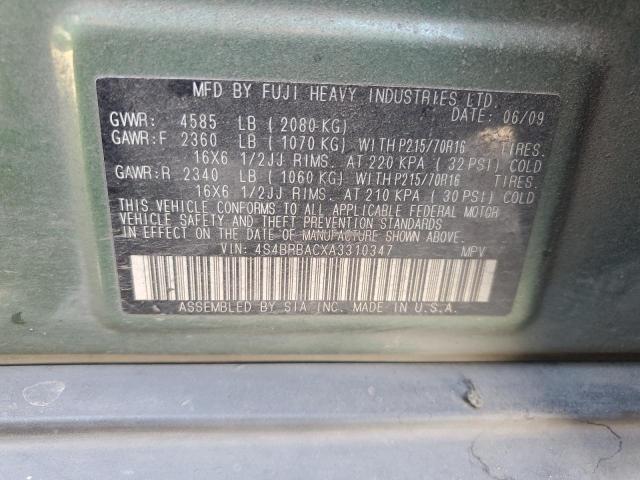 MFD BY FUJI HEAVY INDUSTRIES LTD.
DATE: 06/09
GVWR: 4585 LB (2080 KG)
GAWR:F 2360 LB (1070 KG) WITH P215/70R16 TIRES.
16X6 1/2JJ RIMS. AT 220 KPA (32 PSI) COLD
GAWR:R 2340 LB (1060 KG) WITH P215/70R16 TIRES.
16X6 1/2JJ RIMS. AT 210 KPA (30 PSI) COLD
THIS VEHICLE CONFORMS TO ALL APPLICABLE FEDERAL MOTOR
VEHICLE SAFETY AND THEFT PREVENTION STANDARDS
IN EFFECT ON THE DATE OF MANUFACTURE SHOWN ABOVE.
VIN: 4S4BRBACXA3310347 MPV
ASSEMBLED BY SIA INC. MADE IN U.S.A.